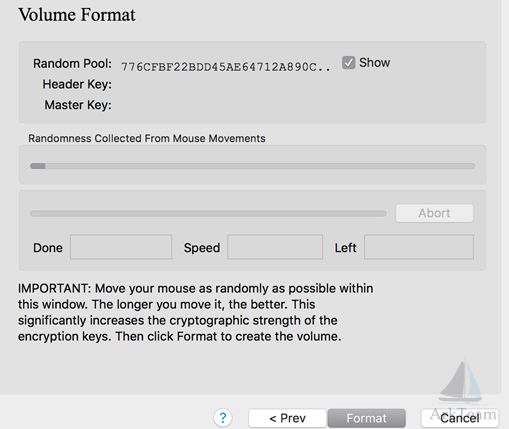 Volume Format
Random Pool: 776CFBF22BDD45AE64712A890C.. Show
Header Key:
Master Key:
Randomness Collected From Mouse Movements
Abort
Done Speed Left
IMPORTANT: Move your mouse as randomly as possible within
this window. The longer you move it, the better. This
significantly increases the cryptographic strength of the
encryption keys. Then click Format to create the volume.
? < Prev Format Cancel
ArkTeam